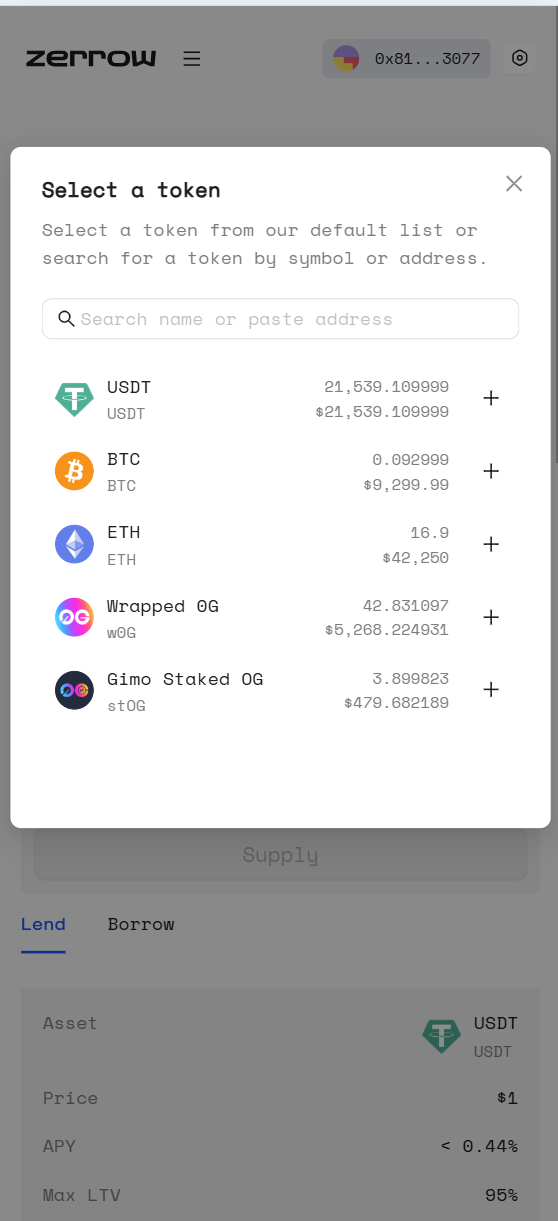 zerrow
0x81...3077
Select a token
Select a token from our default list or
search for a token by symbol or address.
Search name or paste address
USDT 21,539.109999
USDT $21,539.109999
BTC 0.092999
BTC $9,299.99
ETH 16.9
ETH $42,250
Wrapped 0G 42.831097
w0G $5,268.224931
Gimo Staked OG 3.899823
stOG $479.682189
Supply
Lend Borrow
Asset USDT
USDT
Price $1
APY < 0.44%
Max LTV 95%